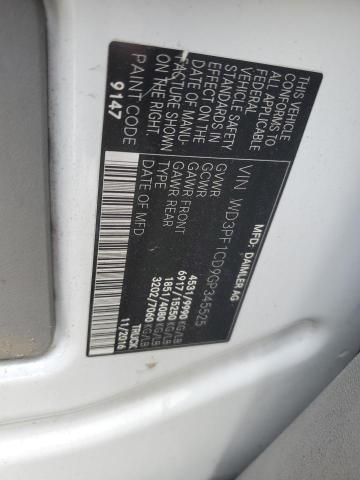 MFD: DAIMLER AG
VIN WD3PF1CD9GP345525
GVWR 4531/9990 KG/LB
GCWR 6917/15250 KG/LB
GAWR FRONT 1851/4080 KG/LB
GAWR REAR 3202/7060 KG/LB
TYPE TRUCK
DATE OF MFD 11/2016
THIS VEHICLE
CONFORMS TO
ALL APPLICABLE
FEDERAL
VEHICLE SAFETY
STANDARDS IN
EFFECT ON THE
DATE OF MANU-
FACTURE SHOWN
ON THE RIGHT.
PAINT CODE
9147